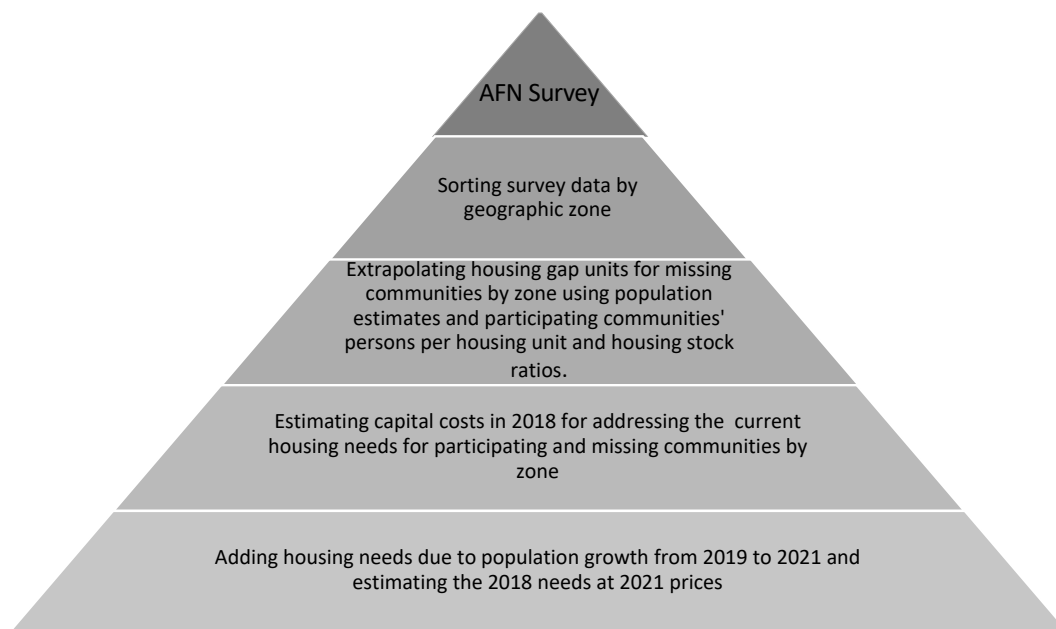 AFN Survey
Sorting survey data by
geographic zone
Extrapolating housing gap units for missing
communities by zone using population
estimates and participating communities'
persons per housing unit and housing stock
ratios.
Estimating capital costs in 2018 for addressing the  current
housing needs for participating and missing communities by
zone
Adding housing needs due to population growth from 2019 to 2021 and
estimating the 2018 needs at 2021 prices